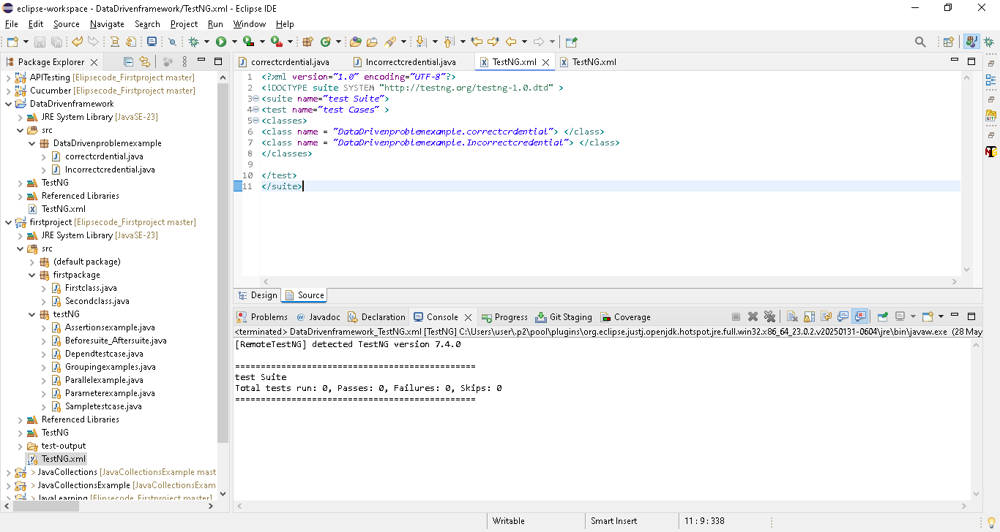 eclipse-workspace - DataDrivenframework/TestNG.xml - Eclipse IDE
File Edit Source Navigate Search Project Run Window Help
Package Explorer
APITesting [Elipsecode_Firstproject master]
Cucumber [Elipsecode_Firstproject master]
DataDrivenframework
JRE System Library [JavaSE-23]
src
DataDrivenproblemexample
correctcrdential.java
Incorrectcredential.java
TestNG
Referenced Libraries
TestNG.xml
firstproject [Elipsecode_Firstproject master]
JRE System Library [JavaSE-23]
src
(default package)
firstpackage
Firstclass.java
Secondclass.java
testNG
Assertionsexample.java
Beforesuite_Aftersuite.java
Dependtestcase.java
Groupingexamples.java
Parallelexample.java
Parameterexample.java
Sampletestcase.java
Referenced Libraries
TestNG
test-output
TestNG.xml
> JavaCollections [JavaCollectionsExample mast
> JavaCollectionsExample [JavaCollectionsExam
> JavaLearning [Elipsecode_Firstproject master]
correctcrdential.java Incorrectcredential.java TestNG.xml TestNG.xml
1 <?xml version="1.0" encoding="UTF-8"?>
2 <!DOCTYPE suite SYSTEM "http://testng.org/testng-1.0.dtd" >
3 <suite name="test Suite">
4 <test name="test Cases" >
5 <classes>
6 <class name = "DataDrivenproblemexample.correctcrdential"> </class>
7 <class name = "DataDrivenproblemexample.Incorrectcredential"> </class>
8 </classes>
9
10 </test>
11 </suite>
Design Source
Problems Javadoc Declaration Console Progress Git Staging Coverage
<terminated> DataDrivenframework_TestNG.xml [TestNG] C:\Users\user\.p2\pool\plugins\org.eclipse.justj.openjdk.hotspot.jre.full.win32.x86_64_23.0.2.v20250131-0604\jre\bin\javaw.exe (28 May
[RemoteTestNG] detected TestNG version 7.4.0
===============================================
test Suite
Total tests run: 0, Passes: 0, Failures: 0, Skips: 0
===============================================
Writable Smart Insert 11 : 9 : 338